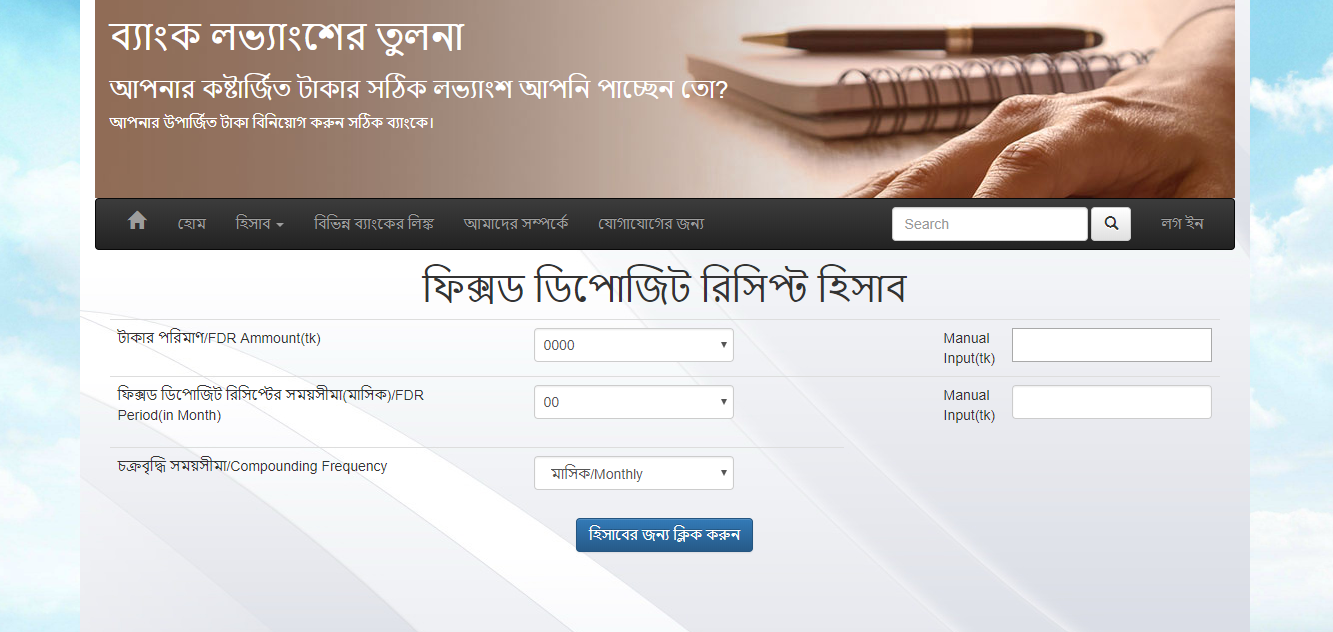 ব্যাংক লভ্যাংশের তুলনা
আপনার কষ্টার্জিত টাকার সঠিক লভ্যাংশ আপনি পাচ্ছেন তো?
আপনার উপার্জিত টাকা বিনিয়োগ করুন সঠিক ব্যাংকে।
হোম হিসাব বিভিন্ন ব্যাংকের লিঙ্ক আমাদের সম্পর্কে যোগাযোগের জন্য Search লগ ইন
ফিক্সড ডিপোজিট রিসিপ্ট হিসাব
টাকার পরিমাণ/FDR Ammount(tk) 0000 Manual
Input(tk)
ফিক্সড ডিপোজিট রিসিপ্টের সময়সীমা(মাসিক)/FDR 00 Manual
Period(in Month) Input(tk)
চক্রবৃদ্ধি সময়সীমা/Compounding Frequency মাসিক/Monthly
হিসাবের জন্য ক্লিক করুন